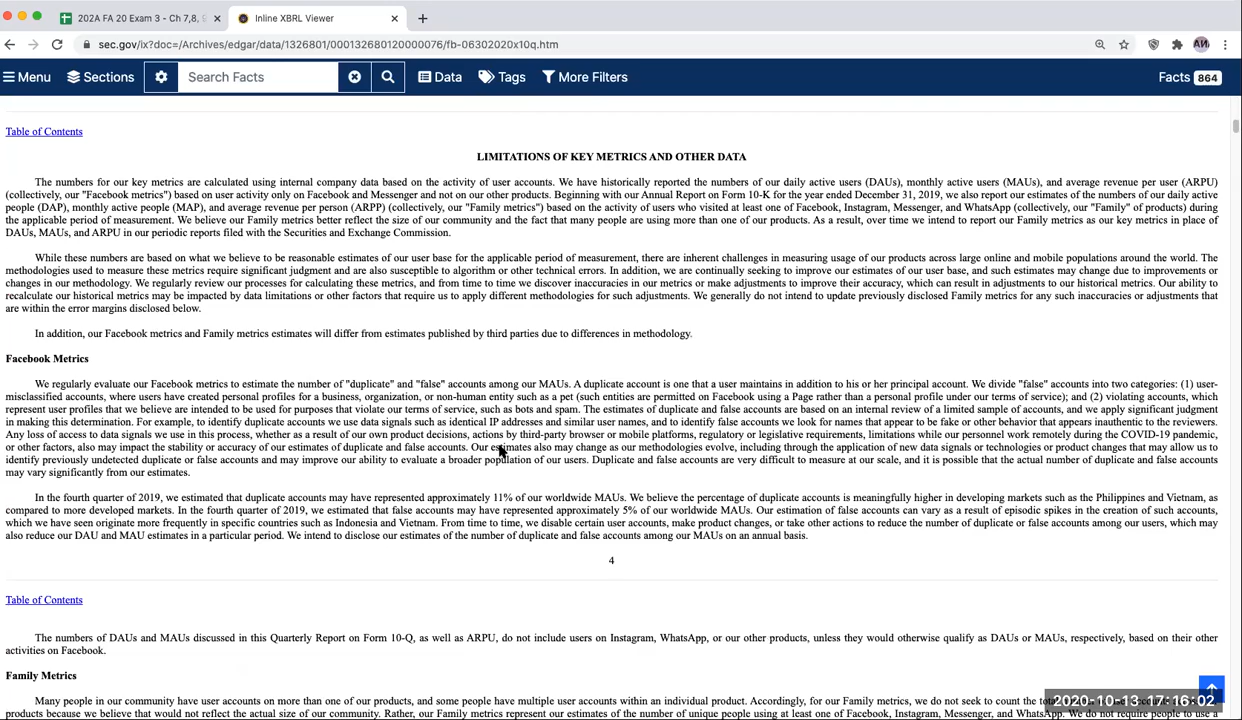 202A FA 20 Exam 3 - Ch 7,8, 9
Inline XBRL Viewer
sec.gov/ix?doc=/Archives/edgar/data/1326801/000132680120000076/fb-06302020x10q.htm
Menu Sections Search Facts Data Tags More Filters Facts 864
Table of Contents
LIMITATIONS OF KEY METRICS AND OTHER DATA
The numbers for our key metrics are calculated using internal company data based on the activity of user accounts. We have historically reported the numbers of our daily active users (DAUs), monthly active users (MAUs), and average revenue per user (ARPU)
(collectively, our "Facebook metrics") based on user activity only on Facebook and Messenger and not on our other products. Beginning with our Annual Report on Form 10-K for the year ended December 31, 2019, we also report our estimates of the numbers of our daily active
people (DAP), monthly active people (MAP), and average revenue per person (ARPP) (collectively, our "Family metrics") based on the activity of users who visited at least one of Facebook, Instagram, Messenger, and WhatsApp (collectively, our "Family" of products) during
the applicable period of measurement. We believe our Family metrics better reflect the size of our community and the fact that many people are using more than one of our products. As a result, over time we intend to report our Family metrics as our key metrics in place of
DAUs, MAUs, and ARPU in our periodic reports filed with the Securities and Exchange Commission.
While these numbers are based on what we believe to be reasonable estimates of our user base for the applicable period of measurement, there are inherent challenges in measuring usage of our products across large online and mobile populations around the world. The
methodologies used to measure these metrics require significant judgment and are also susceptible to algorithm or other technical errors. In addition, we are continually seeking to improve our estimates of our user base, and such estimates may change due to improvements or
changes in our methodology. We regularly review our processes for calculating these metrics, and from time to time we discover inaccuracies in our metrics or make adjustments to improve their accuracy, which can result in adjustments to our historical metrics. Our ability to
recalculate our historical metrics may be impacted by data limitations or other factors that require us to apply different methodologies for such adjustments. We generally do not intend to update previously disclosed Family metrics for any such inaccuracies or adjustments that
are within the error margins disclosed below.
In addition, our Facebook metrics and Family metrics estimates will differ from estimates published by third parties due to differences in methodology.
Facebook Metrics
We regularly evaluate our Facebook metrics to estimate the number of "duplicate" and "false" accounts among our MAUs. A duplicate account is one that a user maintains in addition to his or her principal account. We divide "false" accounts into two categories: (1) user-
misclassified accounts, where users have created personal profiles for a business, organization, or non-human entity such as a pet (such entities are permitted on Facebook using a Page rather than a personal profile under our terms of service); and (2) violating accounts, which
represent user profiles that we believe are intended to be used for purposes that violate our terms of service, such as bots and spam. The estimates of duplicate and false accounts are based on an internal review of a limited sample of accounts, and we apply significant judgment
in making this determination. For example, to identify duplicate accounts we use data signals such as identical IP addresses and similar user names, and to identify false accounts we look for names that appear to be fake or other behavior that appears inauthentic to the reviewers.
Any loss of access to data signals we use in this process, whether as a result of our own product decisions, actions by third-party browser or mobile platforms, regulatory or legislative requirements, limitations while our personnel work remotely during the COVID-19 pandemic,
or other factors, also may impact the stability or accuracy of our estimates of duplicate and false accounts. Our estimates also may change as our methodologies evolve, including through the application of new data signals or technologies or product changes that may allow us to
identify previously undetected duplicate or false accounts and may improve our ability to evaluate a broader population of our users. Duplicate and false accounts are very difficult to measure at our scale, and it is possible that the actual number of duplicate and false accounts
may vary significantly from our estimates.
In the fourth quarter of 2019, we estimated that duplicate accounts may have represented approximately 11% of our worldwide MAUs. We believe the percentage of duplicate accounts is meaningfully higher in developing markets such as the Philippines and Vietnam, as
compared to more developed markets. In the fourth quarter of 2019, we estimated that false accounts may have represented approximately 5% of our worldwide MAUs. Our estimation of false accounts can vary as a result of episodic spikes in the creation of such accounts,
which we have seen originate more frequently in specific countries such as Indonesia and Vietnam. From time to time, we disable certain user accounts, make product changes, or take other actions to reduce the number of duplicate or false accounts among our users, which may
also reduce our DAU and MAU estimates in a particular period. We intend to disclose our estimates of the number of duplicate and false accounts among our MAUs on an annual basis.
4
Table of Contents
The numbers of DAUs and MAUs discussed in this Quarterly Report on Form 10-Q, as well as ARPU, do not include users on Instagram, WhatsApp, or our other products, unless they would otherwise qualify as DAUs or MAUs, respectively, based on their other
activities on Facebook.
Family Metrics
Many people in our community have user accounts on more than one of our products, and some people have multiple user accounts within an individual product. Accordingly, for our Family metrics, we do not seek to count the
products because we believe that would not reflect the actual size of our community. Rather, our Family metrics represent our estimates of the number of unique people using at least one of Facebook, Instagram, Messenger, and WhatsApp. We do not require people to use a
2020-10-13 17:16:02